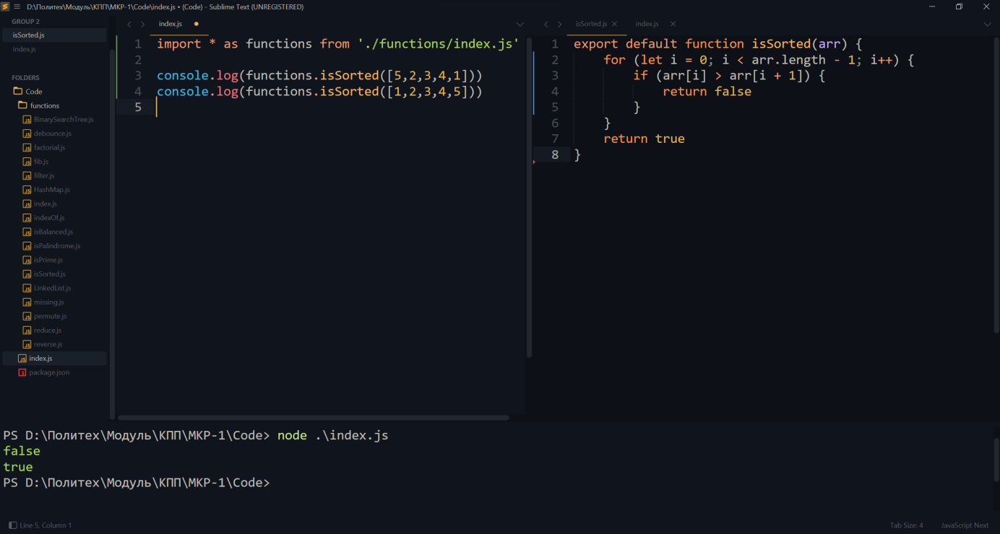 D:\Политех\Модуль\КПП\МКР-1\Code\index.js • (Code) - Sublime Text (UNREGISTERED)
GROUP 2
isSorted.js
index.js
FOLDERS
Code
functions
BinarySearchTree.js
debounce.js
factorial.js
fib.js
filter.js
HashMap.js
index.js
indexOf.js
isBalanced.js
isPalindrome.js
isPrime.js
isSorted.js
LinkedList.js
missing.js
permute.js
reduce.js
reverse.js
index.js
package.json
index.js
1 import * as functions from './functions/index.js'
2
3 console.log(functions.isSorted([5,2,3,4,1]))
4 console.log(functions.isSorted([1,2,3,4,5]))
5
isSorted.js index.js
1 export default function isSorted(arr) {
2 for (let i = 0; i < arr.length - 1; i++) {
3 if (arr[i] > arr[i + 1]) {
4 return false
5 }
6 }
7 return true
8 }
PS D:\Политех\Модуль\КПП\МКР-1\Code> node .\index.js
false
true
PS D:\Политех\Модуль\КПП\МКР-1\Code>
Line 5, Column 1
Tab Size: 4
JavaScript Next